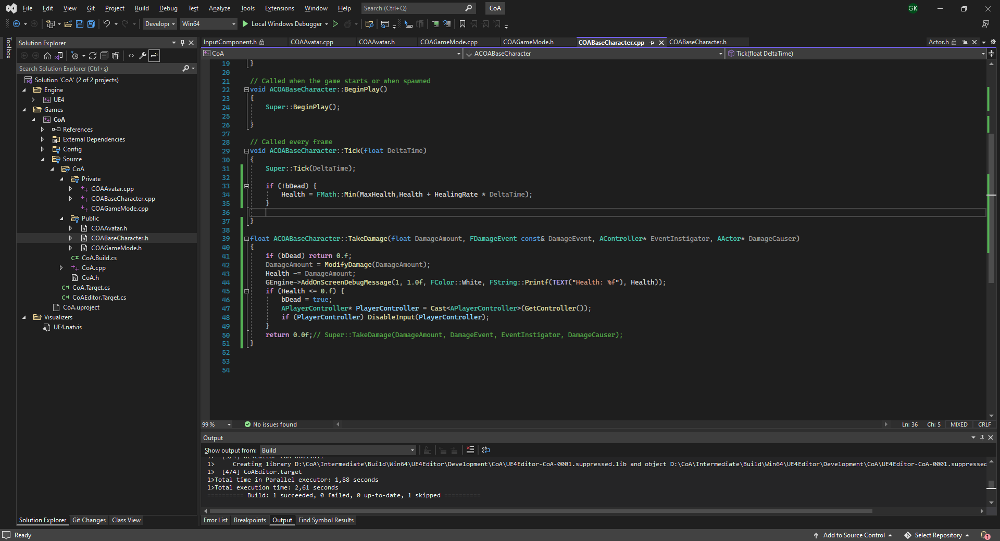 File Edit View Git Project Build Debug Test Analyze Tools Extensions Window Help Search (Ctrl+Q) CoA GK
Develop Win64 Local Windows Debugger
Toolbox
Solution Explorer
Search Solution Explorer (Ctrl+ş)
Solution 'CoA' (2 of 2 projects)
Engine
UE4
Games
CoA
References
External Dependencies
Config
Source
CoA
Private
COAAvatar.cpp
COABaseCharacter.cpp
COAGameMode.cpp
Public
COAAvatar.h
COABaseCharacter.h
COAGameMode.h
C# CoA.Build.cs
CoA.cpp
CoA.h
C# CoA.Target.cs
C# CoAEditor.Target.cs
CoA.uproject
Visualizers
UE4.natvis
Solution Explorer Git Changes Class View
InputComponent.h COAAvatar.cpp COAAvatar.h COAGameMode.cpp COAGameMode.h COABaseCharacter.cpp COABaseCharacter.h Actor.h
CoA ACOABaseCharacter Tick(float DeltaTime)
19 }
20
21 // Called when the game starts or when spawned
22 void ACOABaseCharacter::BeginPlay()
23 {
24 Super::BeginPlay();
25
26 }
27
28 // Called every frame
29 void ACOABaseCharacter::Tick(float DeltaTime)
30 {
31 Super::Tick(DeltaTime);
32
33 if (!bDead) {
34 Health = FMath::Min(MaxHealth,Health + HealingRate * DeltaTime);
35 }
36
37 }
38
39 float ACOABaseCharacter::TakeDamage(float DamageAmount, FDamageEvent const& DamageEvent, AController* EventInstigator, AActor* DamageCauser)
40 {
41 if (bDead) return 0.f;
42 DamageAmount = ModifyDamage(DamageAmount);
43 Health -= DamageAmount;
44 GEngine->AddOnScreenDebugMessage(1, 1.0f, FColor::White, FString::Printf(TEXT("Health: %f"), Health));
45 if (Health <= 0.f) {
46 bDead = true;
47 APlayerController* PlayerController = Cast<APlayerController>(GetController());
48 if (PlayerController) DisableInput(PlayerController);
49 }
50 return 0.0f;// Super::TakeDamage(DamageAmount, DamageEvent, EventInstigator, DamageCauser);
51 }
52
53
54
99 % No issues found Ln: 36 Ch: 5 MIXED CRLF
Output
Show output from: Build
1> [3/4] UE4Editor-CoA-0001.dll
1> Creating library D:\CoA\Intermediate\Build\Win64\UE4Editor\Development\CoA\UE4Editor-CoA-0001.suppressed.lib and object D:\CoA\Intermediate\Build\Win64\UE4Editor\Development\CoA\UE4Editor-CoA-0001.suppressed
1> [4/4] CoAEditor.target
1>Total time in Parallel executor: 1,88 seconds
1>Total execution time: 2,61 seconds
========== Build: 1 succeeded, 0 failed, 0 up-to-date, 1 skipped ==========
Error List Breakpoints Output Find Symbol Results
Ready Add to Source Control Select Repository 1